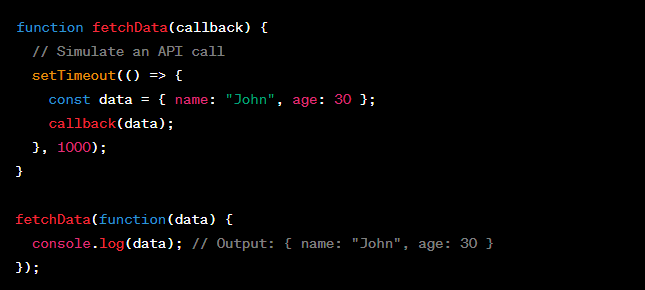 function fetchData(callback) {
  // Simulate an API call
  setTimeout(() => {
    const data = { name: "John", age: 30 };
    callback(data);
  }, 1000);
}

fetchData(function(data) {
  console.log(data); // Output: { name: "John", age: 30 }
});